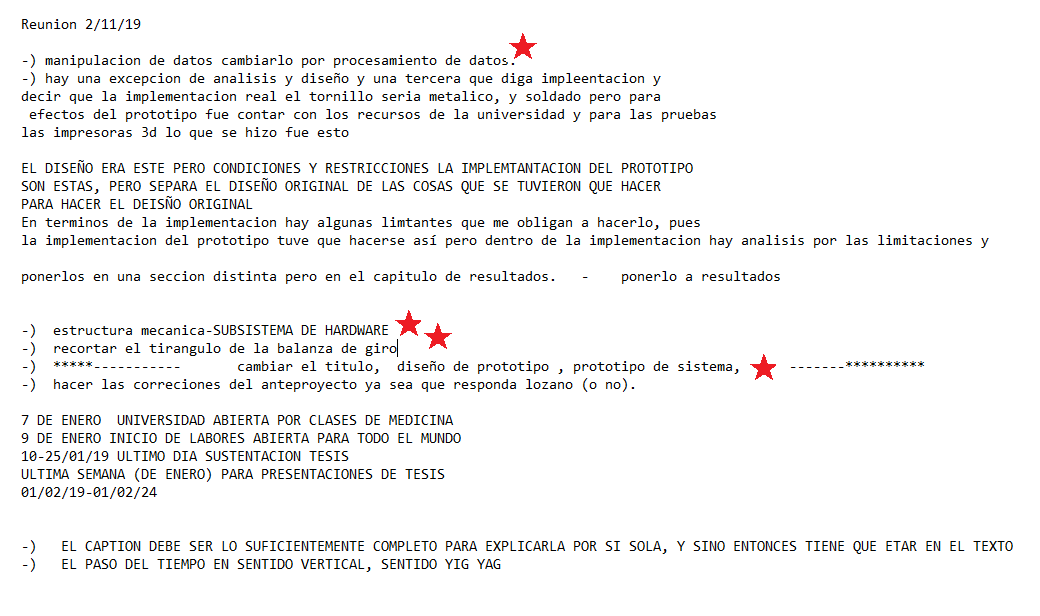 Reunion 2/11/19
-) manipulacion de datos cambiarlo por procesamiento de datos.
-) hay una excepcion de analisis y diseño y una tercera que diga impleentacion y
decir que la implementacion real el tornillo seria metalico, y soldado pero para
efectos del prototipo fue contar con los recursos de la universidad y para las pruebas
las impresoras 3d lo que se hizo fue esto
EL DISEÑO ERA ESTE PERO CONDICIONES Y RESTRICCIONES LA IMPLEMTANTACION DEL PROTOTIPO
SON ESTAS, PERO SEPARA EL DISEÑO ORIGINAL DE LAS COSAS QUE SE TUVIERON QUE HACER
PARA HACER EL DEISÑO ORIGINAL
En terminos de la implementacion hay algunas limtantes que me obligan a hacerlo, pues
la implementacion del prototipo tuve que hacerse así pero dentro de la implementacion hay analisis por las limitaciones y
ponerlos en una seccion distinta pero en el capitulo de resultados.   -    ponerlo a resultados
-)  estructura mecanica-SUBSISTEMA DE HARDWARE
-)  recortar el tirangulo de la balanza de giro
-)  *****-----------       cambiar el titulo,  diseño de prototipo , prototipo de sistema,      -------**********
-)  hacer las correciones del anteproyecto ya sea que responda lozano (o no).
7 DE ENERO  UNIVERSIDAD ABIERTA POR CLASES DE MEDICINA
9 DE ENERO INICIO DE LABORES ABIERTA PARA TODO EL MUNDO
10-25/01/19 ULTIMO DIA SUSTENTACION TESIS
ULTIMA SEMANA (DE ENERO) PARA PRESENTACIONES DE TESIS
01/02/19-01/02/24
-)   EL CAPTION DEBE SER LO SUFICIENTEMENTE COMPLETO PARA EXPLICARLA POR SI SOLA, Y SINO ENTONCES TIENE QUE ETAR EN EL TEXTO
-)   EL PASO DEL TIEMPO EN SENTIDO VERTICAL, SENTIDO YIG YAG